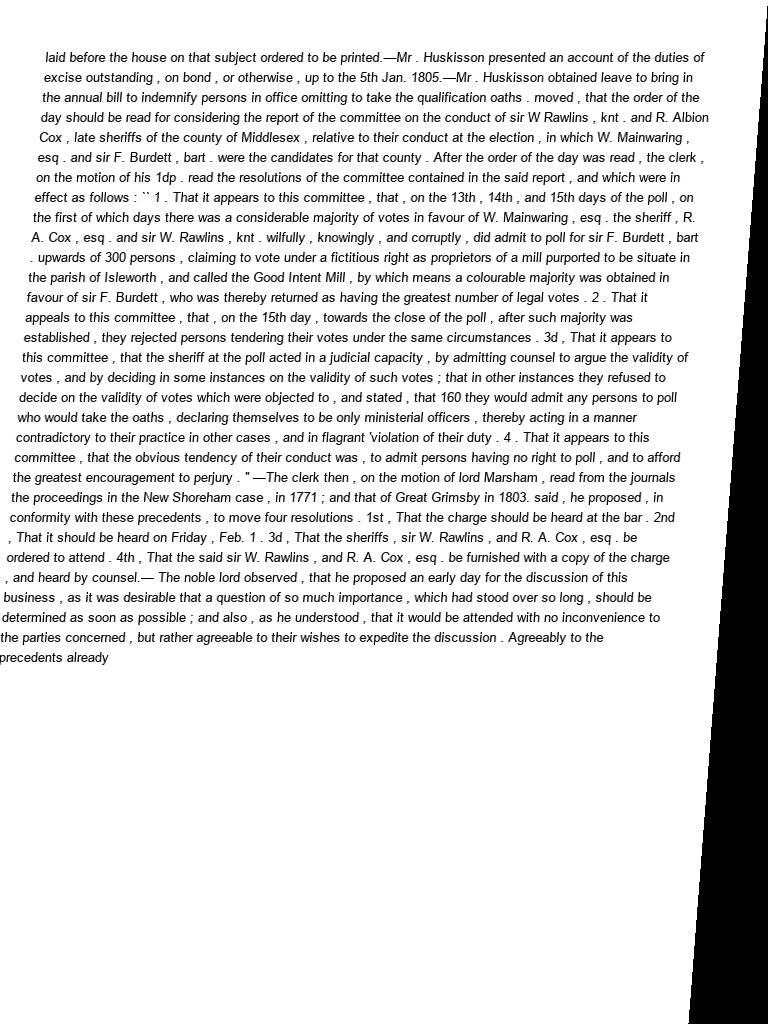 laid before the house on that subject ordered to be printed.—Mr . Huskisson presented an account of the duties of
excise outstanding , on bond , or otherwise , up to the 5th Jan. 1805.—Mr . Huskisson obtained leave to bring in
the annual bill to indemnify persons in office omitting to take the qualification oaths . moved , that the order of the
day should be read for considering the report of the committee on the conduct of sir W Rawlins , knt . and R. Albion
Cox , late sheriffs of the county of Middlesex , relative to their conduct at the election , in which W. Mainwaring ,
esq . and sir F. Burdett , bart . were the candidates for that county . After the order of the day was read , the clerk ,
on the motion of his 1dp . read the resolutions of the committee contained in the said report , and which were in
effect as follows : `` 1 . That it appears to this committee , that , on the 13th , 14th , and 15th days of the poll , on
the first of which days there was a considerable majority of votes in favour of W. Mainwaring , esq . the sheriff , R.
A. Cox , esq . and sir W. Rawlins , knt . wilfully , knowingly , and corruptly , did admit to poll for sir F. Burdett , bart
. upwards of 300 persons , claiming to vote under a fictitious right as proprietors of a mill purported to be situate in
the parish of Isleworth , and called the Good Intent Mill , by which means a colourable majority was obtained in
favour of sir F. Burdett , who was thereby returned as having the greatest number of legal votes . 2 . That it
appeals to this committee , that , on the 15th day , towards the close of the poll , after such majority was
established , they rejected persons tendering their votes under the same circumstances . 3d , That it appears to
this committee , that the sheriff at the poll acted in a judicial capacity , by admitting counsel to argue the validity of
votes , and by deciding in some instances on the validity of such votes ; that in other instances they refused to
decide on the validity of votes which were objected to , and stated , that 160 they would admit any persons to poll
who would take the oaths , declaring themselves to be only ministerial officers , thereby acting in a manner
contradictory to their practice in other cases , and in flagrant 'violation of their duty . 4 . That it appears to this
committee , that the obvious tendency of their conduct was , to admit persons having no right to poll , and to afford
the greatest encouragement to perjury . " —The clerk then , on the motion of lord Marsham , read from the journals
the proceedings in the New Shoreham case , in 1771 ; and that of Great Grimsby in 1803. said , he proposed , in
conformity with these precedents , to move four resolutions . 1st , That the charge should be heard at the bar . 2nd
, That it should be heard on Friday , Feb. 1 . 3d , That the sheriffs , sir W. Rawlins , and R. A. Cox , esq . be
ordered to attend . 4th , That the said sir W. Rawlins , and R. A. Cox , esq . be furnished with a copy of the charge
, and heard by counsel.— The noble lord observed , that he proposed an early day for the discussion of this
business , as it was desirable that a question of so much importance , which had stood over so long , should be
determined as soon as possible ; and also , as he understood , that it would be attended with no inconvenience to
the parties concerned , but rather agreeable to their wishes to expedite the discussion . Agreeably to the
precedents already